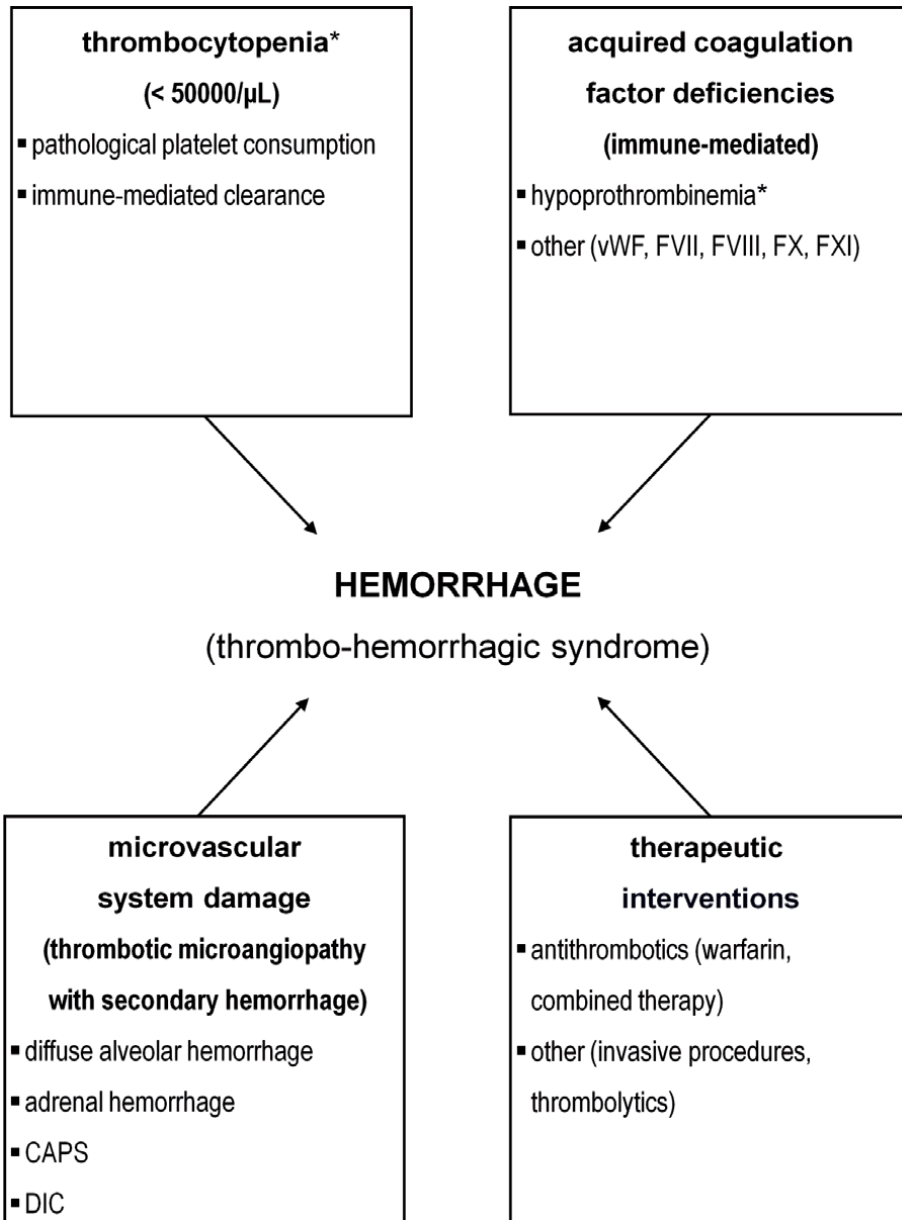 thrombocytopenia*
(< 50000/µL)
▪ pathological platelet consumption
▪ immune-mediated clearance
acquired coagulation
factor deficiencies
(immune-mediated)
▪ hypoprothrombinemia*
▪ other (vWF, FVII, FVIII, FX, FXI)
HEMORRHAGE
(thrombo-hemorrhagic syndrome)
microvascular
system damage
(thrombotic microangiopathy
with secondary hemorrhage)
▪ diffuse alveolar hemorrhage
▪ adrenal hemorrhage
▪ CAPS
▪ DIC
therapeutic
interventions
▪ antithrombotics (warfarin,
combined therapy)
▪ other (invasive procedures,
thrombolytics)